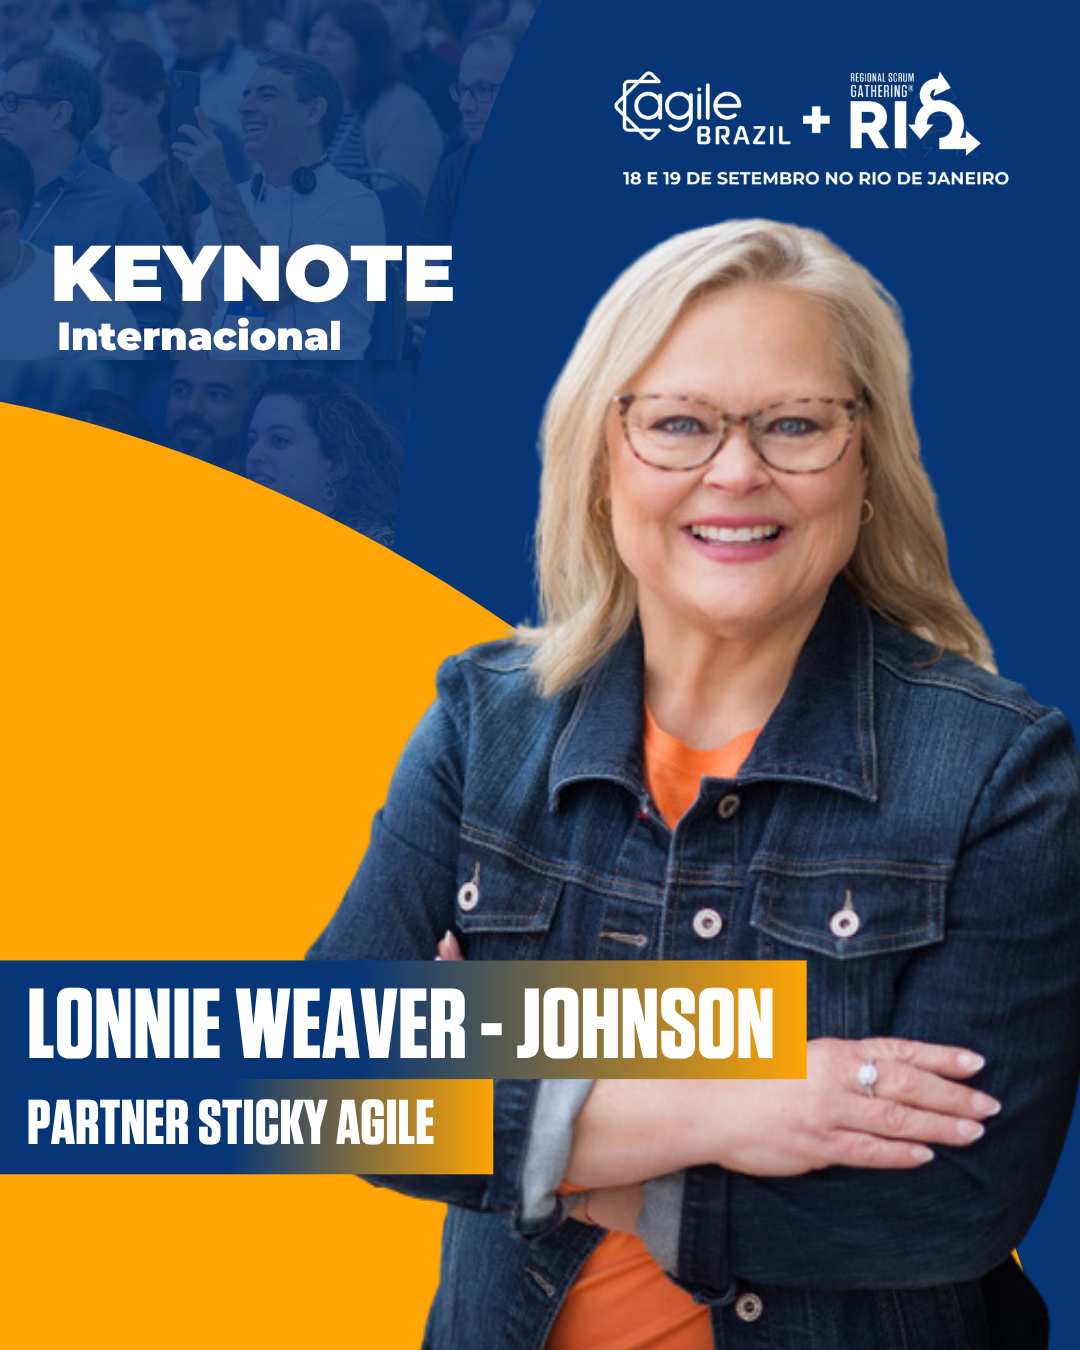 agile
BRAZIL
+
REGIONAL SCRUM
GATHERING®
RIO
18 E 19 DE SETEMBRO NO RIO DE JANEIRO
KEYNOTE
Internacional
LONNIE WEAVER - JOHNSON
PARTNER STICKY AGILE